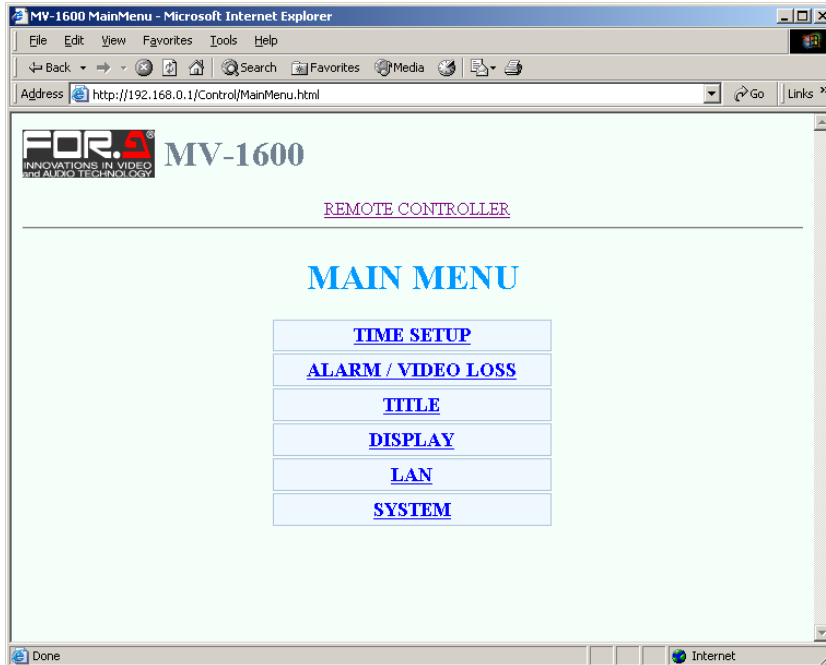 MV-1600 MainMenu - Microsoft Internet Explorer
File Edit View Favorites Tools Help
Back Search Favorites Media
Address http://192.168.0.1/Control/MainMenu.html Go Links »
FOR.A®
INNOVATIONS IN VIDEO
and AUDIO TECHNOLOGY
MV-1600
REMOTE CONTROLLER
MAIN MENU
TIME SETUP
ALARM / VIDEO LOSS
TITLE
DISPLAY
LAN
SYSTEM
Done Internet